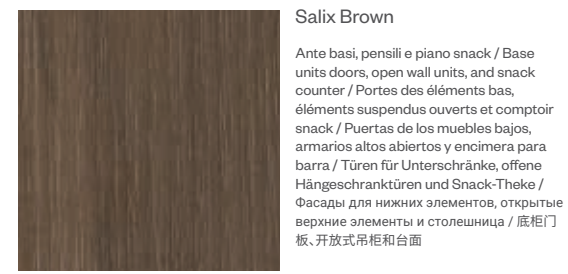 Salix Brown
Ante basi, pensili e piano snack / Base
units doors, open wall units, and snack
counter / Portes des éléments bas,
éléments suspendus ouverts et comptoir
snack / Puertas de los muebles bajos,
armarios altos abiertos y encimera para
barra / Türen für Unterschränke, offene
Hängeschranktüren und Snack-Theke /
Фасады для нижних элементов, открытые
верхние элементы и столешница / 底柜门
板、开放式吊柜和台面